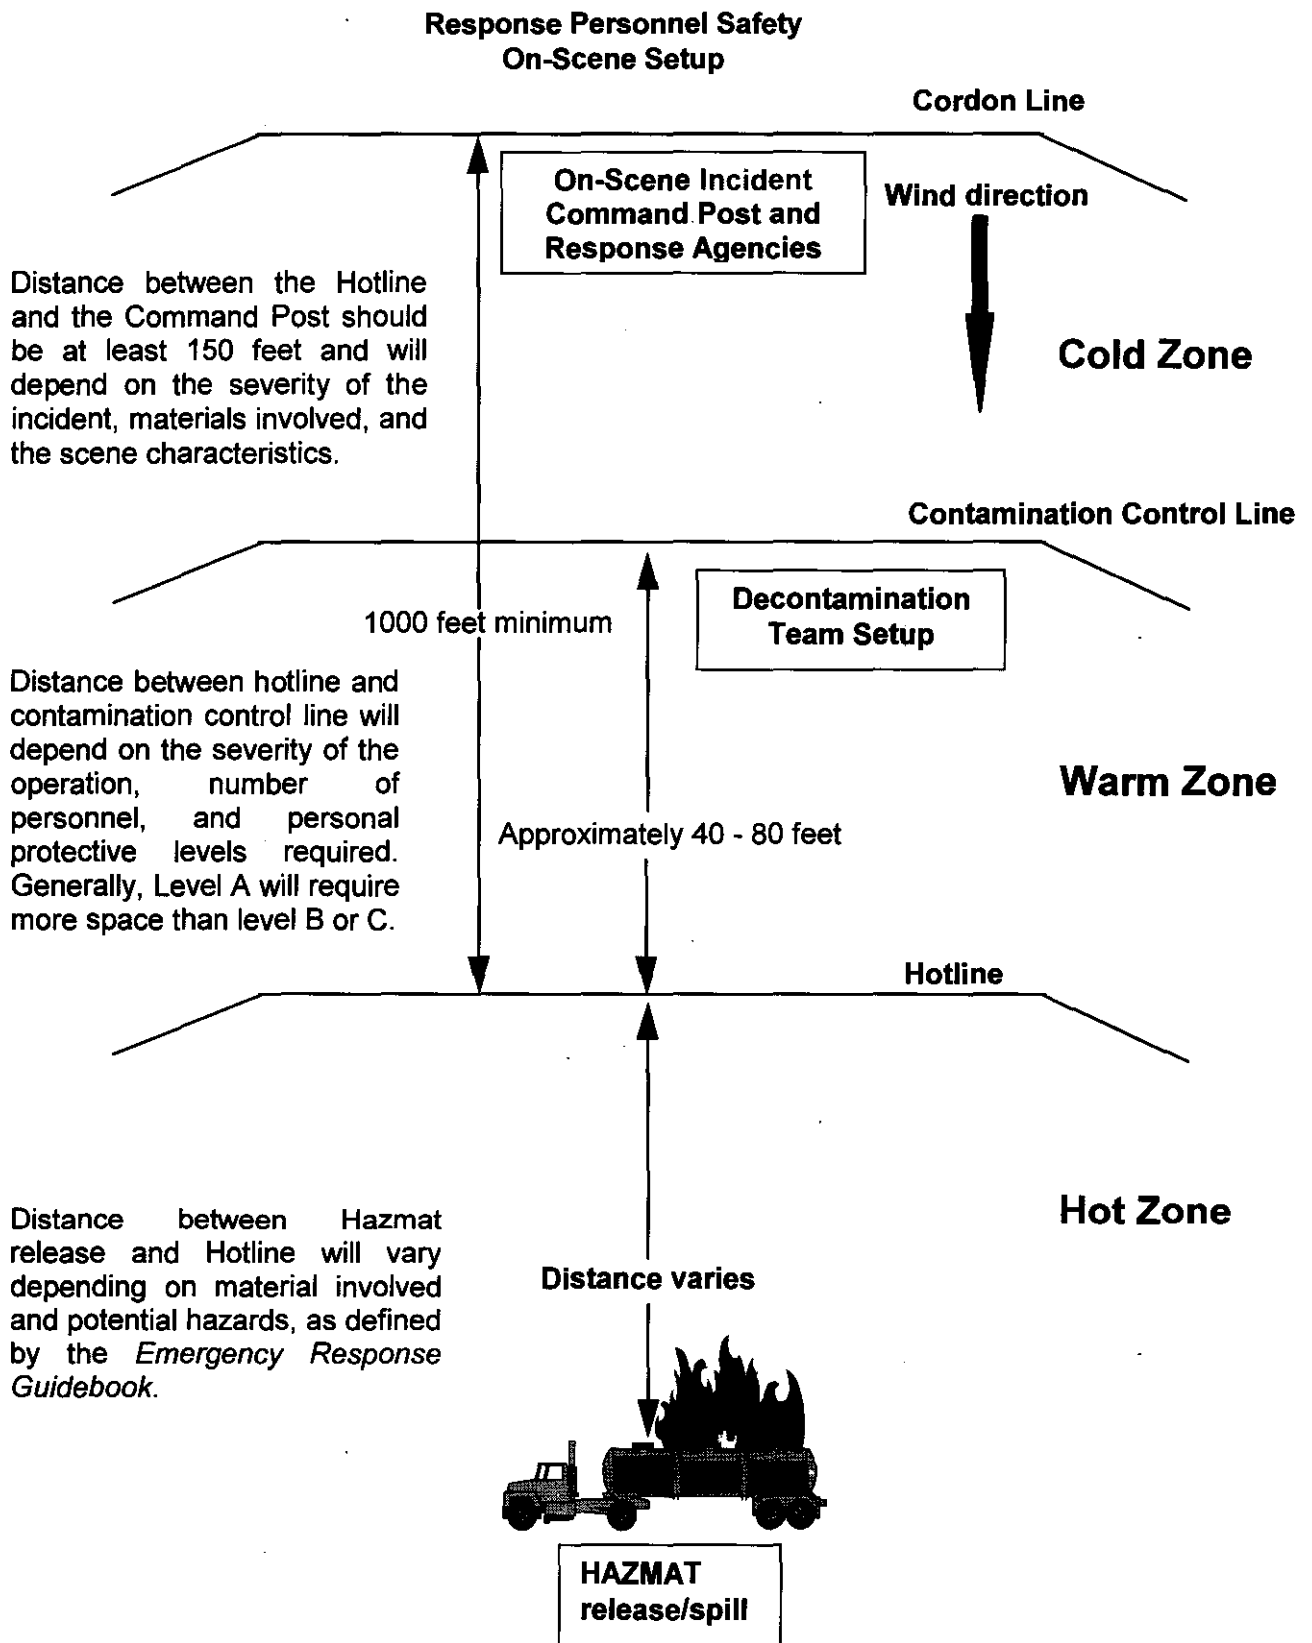 Response Personnel Safety
On-Scene Setup
Cordon Line
On-Scene Incident
Command Post and
Response Agencies
Wind direction
Distance between the Hotline
and the Command Post should
be at least 150 feet and will
depend on the severity of the
incident, materials involved, and
the scene characteristics.
Cold Zone
Contamination Control Line
Decontamination
Team Setup
1000 feet minimum
Distance between hotline and
contamination control line will
depend on the severity of the
operation, number of
personnel, and personal
protective levels required.
Generally, Level A will require
more space than level B or C.
Warm Zone
Approximately 40 - 80 feet
Hotline
Hot Zone
Distance between Hazmat
release and Hotline will vary
depending on material involved
and potential hazards, as defined
by the Emergency Response
Guidebook.
Distance varies
HAZMAT
release/spill